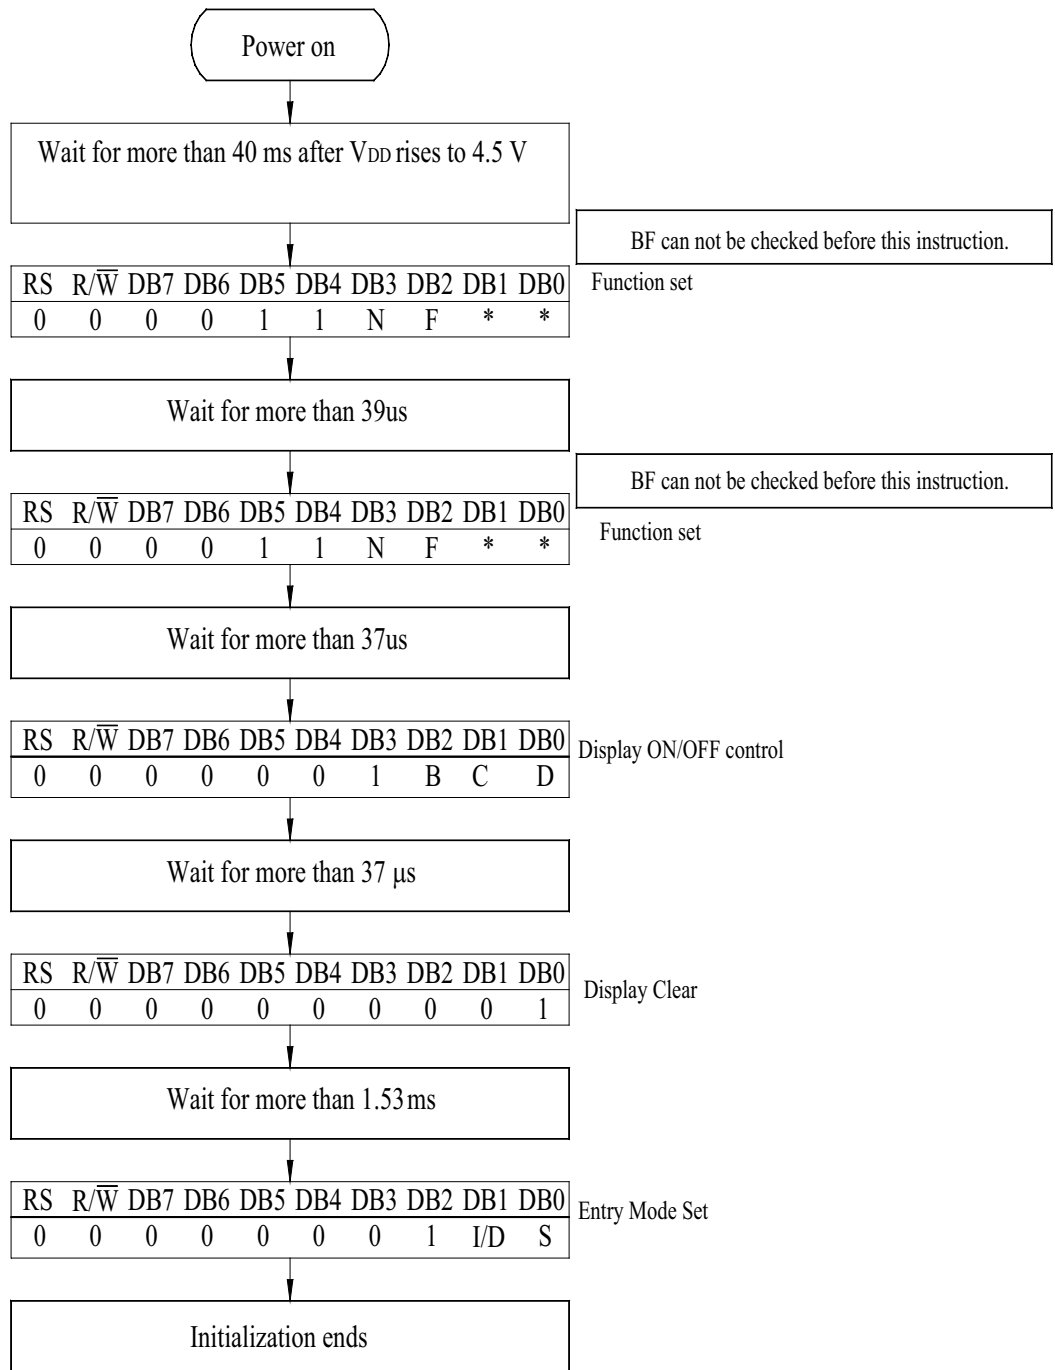 Power on
Wait for more than 40 ms after VDD rises to 4.5 V
BF can not be checked before this instruction.
RS R/W̅ DB7 DB6 DB5 DB4 DB3 DB2 DB1 DB0
Function set
0 0 0 0 1 1 N F * *
Wait for more than 39us
BF can not be checked before this instruction.
RS R/W̅ DB7 DB6 DB5 DB4 DB3 DB2 DB1 DB0
Function set
0 0 0 0 1 1 N F * *
Wait for more than 37us
RS R/W̅ DB7 DB6 DB5 DB4 DB3 DB2 DB1 DB0
Display ON/OFF control
0 0 0 0 0 0 1 B C D
Wait for more than 37 μs
RS R/W̅ DB7 DB6 DB5 DB4 DB3 DB2 DB1 DB0
Display Clear
0 0 0 0 0 0 0 0 0 1
Wait for more than 1.53ms
RS R/W̅ DB7 DB6 DB5 DB4 DB3 DB2 DB1 DB0
Entry Mode Set
0 0 0 0 0 0 0 1 I/D S
Initialization ends